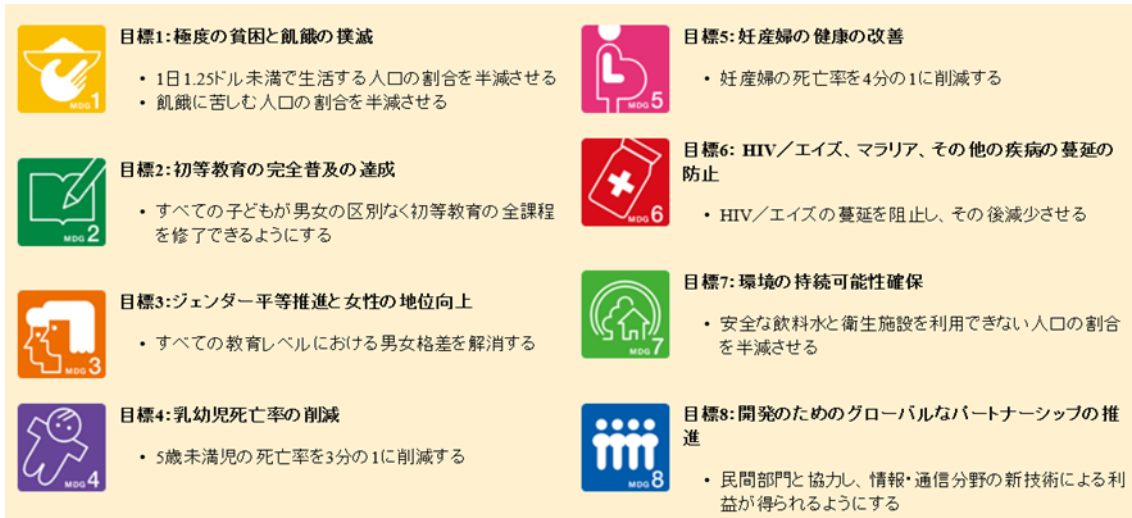 目標1:極度の貧困と飢餓の撲滅
• 1日1.25ドル未満で生活する人口の割合を半減させる
• 飢餓に苦しむ人口の割合を半減させる
MDG 1
目標2:初等教育の完全普及の達成
• すべての子どもが男女の区別なく初等教育の全課程
を修了できるようにする
MDG 2
目標3:ジェンダー平等推進と女性の地位向上
• すべての教育レベルにおける男女格差を解消する
MDG 3
目標4:乳幼児死亡率の削減
• 5歳未満児の死亡率を3分の1に削減する
MDG 4
目標5:妊産婦の健康の改善
• 妊産婦の死亡率を4分の1に削減する
MDG 5
目標6: HIV/エイズ、マラリア、その他の疾病の蔓延の
防止
• HIV/エイズの蔓延を阻止し、その後減少させる
MDG 6
目標7:環境の持続可能性確保
• 安全な飲料水と衛生施設を利用できない人口の割合
を半減させる
MDG 7
目標8:開発のためのグローバルなパートナーシップの推
進
• 民間部門と協力し、情報・通信分野の新技術による利
益が得られるようにする
MDG 8